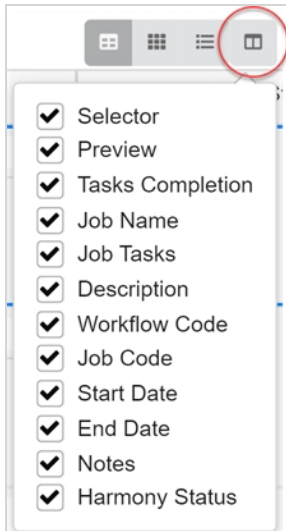 Selector
Preview
Tasks Completion
Job Name
Job Tasks
Description
Workflow Code
Job Code
Start Date
End Date
Notes
Harmony Status